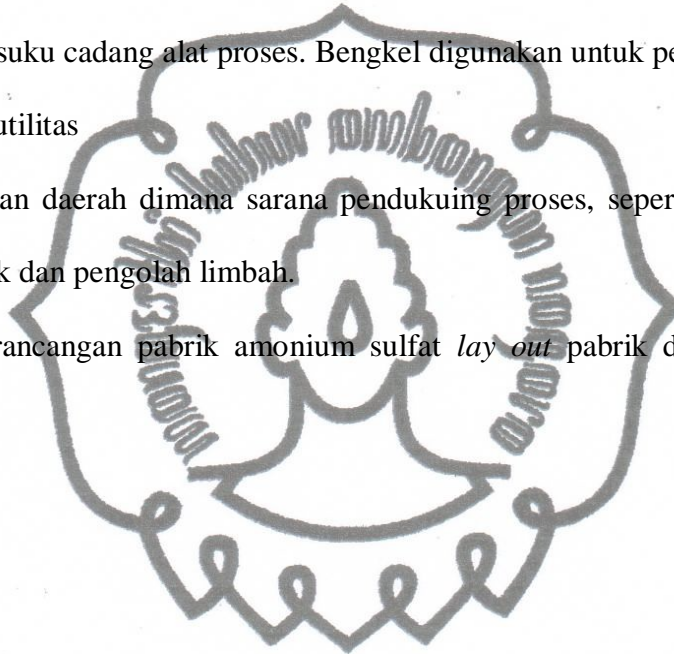 suku cadang alat proses. Bengkel digunakan untuk pe
utilitas
an daerah dimana sarana pendukuing proses, seper
k dan pengolah limbah.
rancangan pabrik amonium sulfat lay out pabrik d